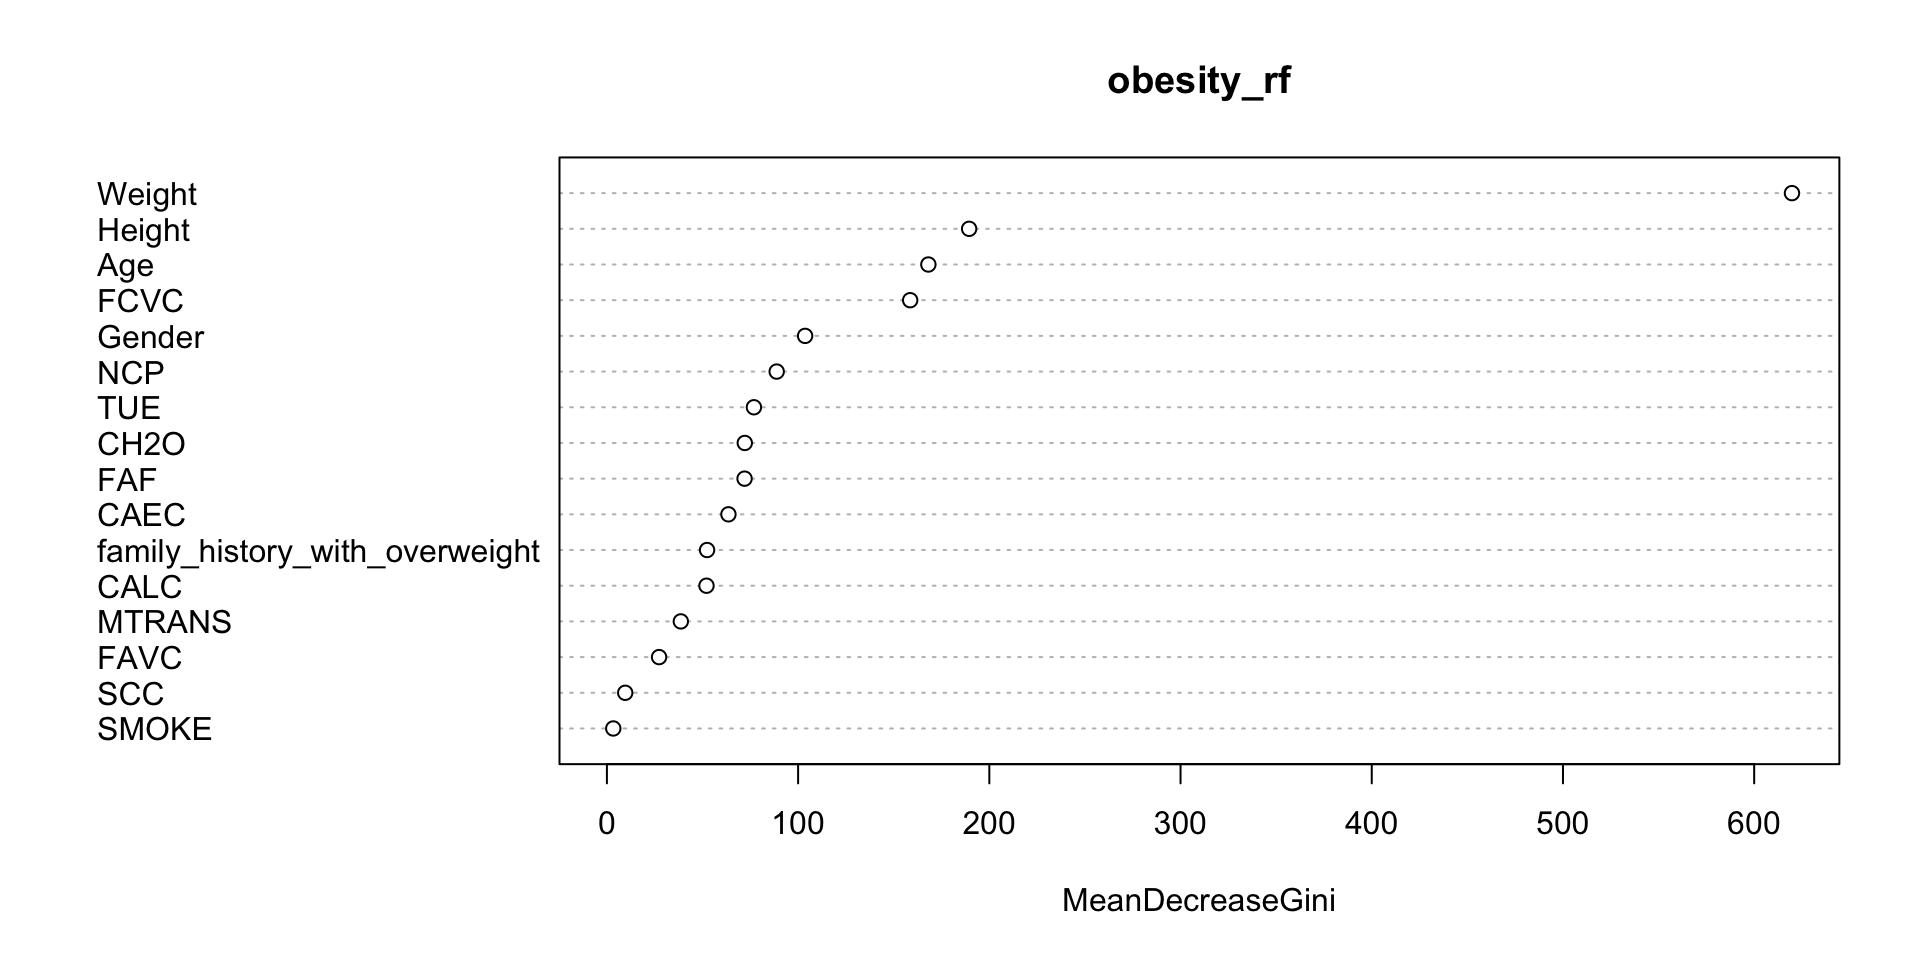 obesity_rf
Weight
Height
Age
FCVC
Gender
NCP
TUE
CH2O
FAF
CAEC
family_history_with_overweight
CALC
MTRANS
FAVC
SCC
SMOKE
0 100 200 300 400 500 600
MeanDecreaseGini